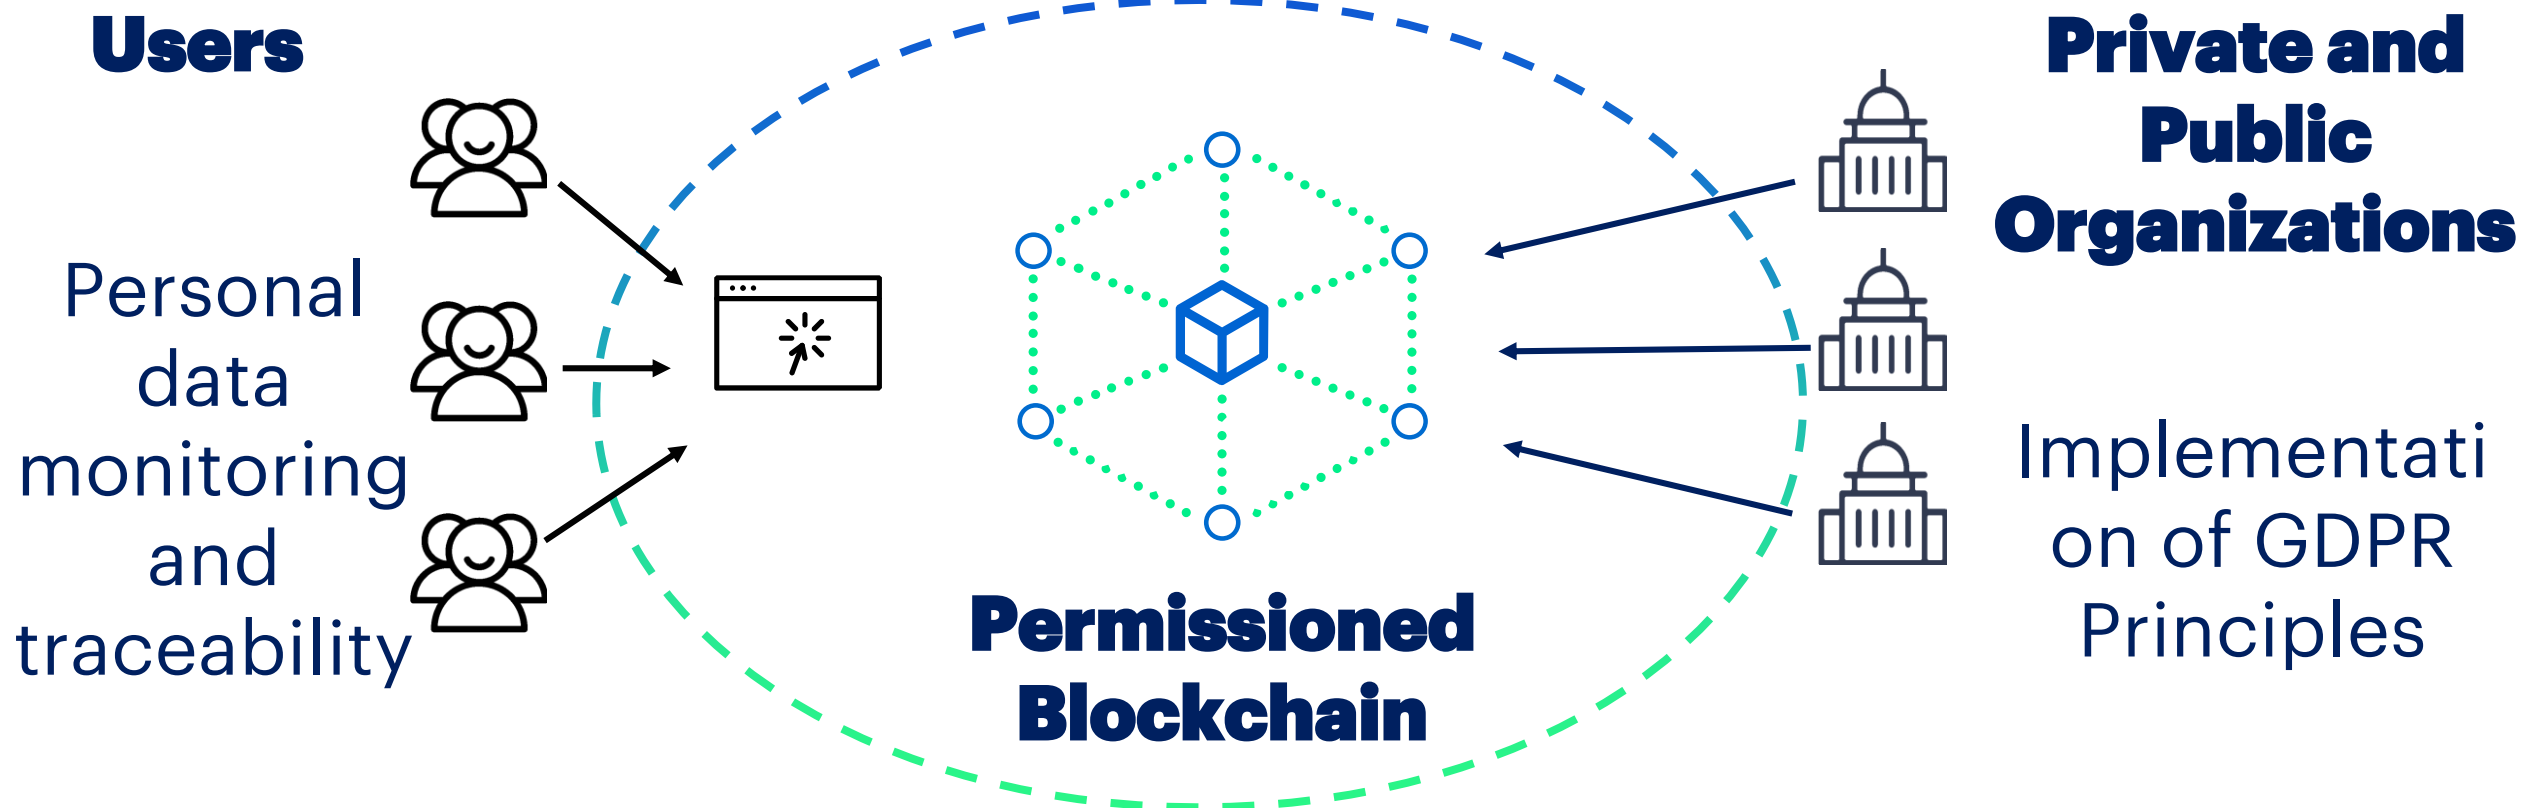 Users
Personal
data
monitoring
and
traceability
Permissioned
Blockchain
Private and
Public
Organizations
Implementati
on of GDPR
Principles